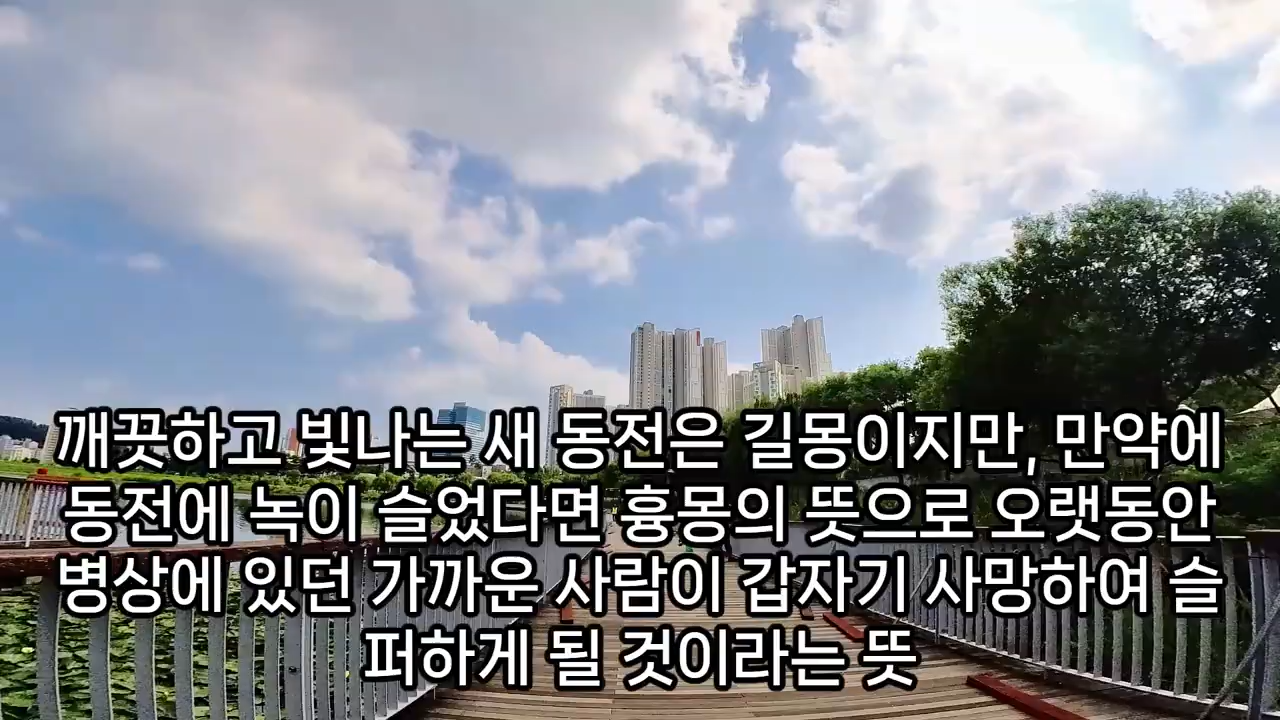 깨끗하고 빛나는 새 동전은 길몽이지만, 만약에
동전에 녹이 슬었다면 흉몽의 뜻으로 오랫동안
병상에 있던 가까운 사람이 갑자기 사망하여 슬
퍼하게 될 것이라는 뜻